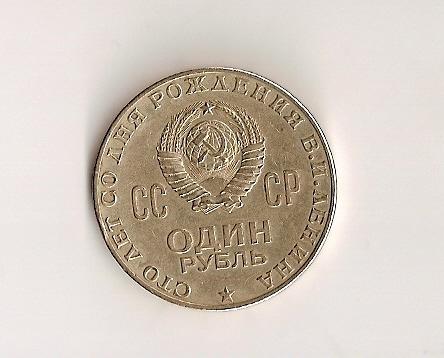 СТО ЛЕТ СО ДНЯ РОЖДЕНИЯ В.И.ЛЕНИНА
СС СР
ОДИН
РУБЛЬ